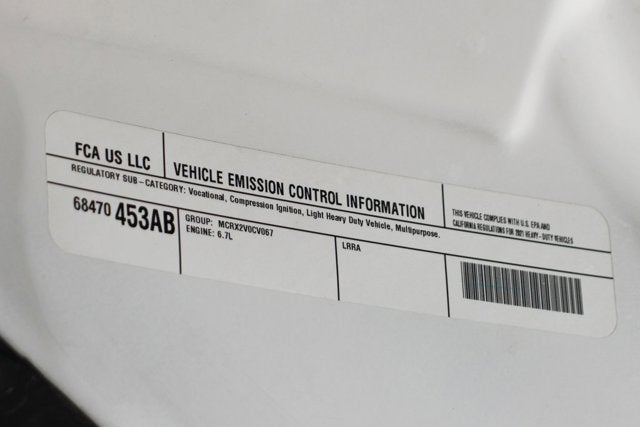 FCA US LLC
VEHICLE EMISSION CONTROL INFORMATION
THIS VEHICLE COMPLIES WITH U.S. EPA AND
CALIFORNIA REGULATIONS FOR 2021 HEAVY-DUTY VEHICLES
REGULATORY SUB-CATEGORY: Vocational, Compression Ignition, Light Heavy Duty Vehicle, Multipurpose.
68470 453AB
GROUP: MCRX2V0CV067
ENGINE: 6.7L
LRRA